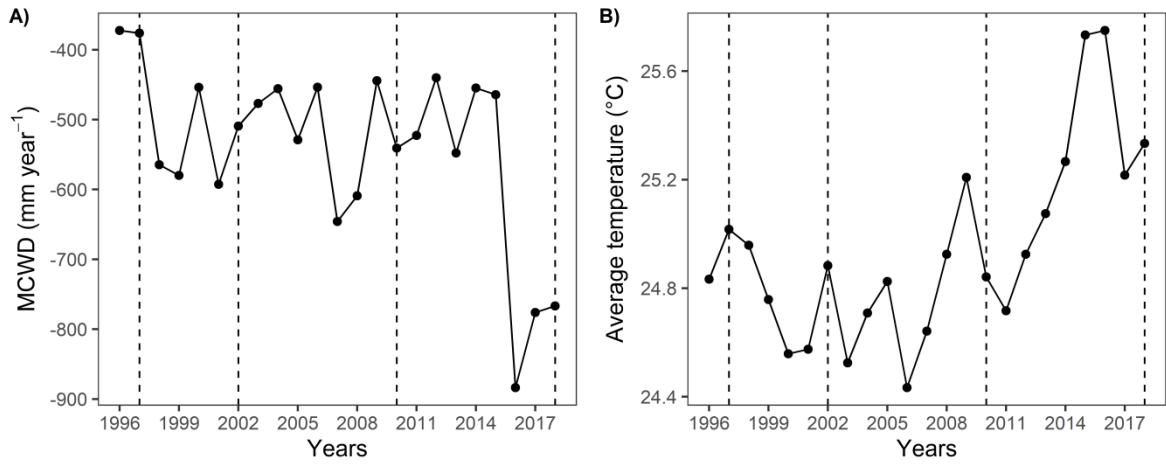 A)
MCWD (mm year⁻¹)
-400
-500
-600
-700
-800
-900
1996 1999 2002 2005 2008 2011 2014 2017
Years
B)
Average temperature (°C)
25.6
25.2
24.8
24.4
1996 1999 2002 2005 2008 2011 2014 2017
Years